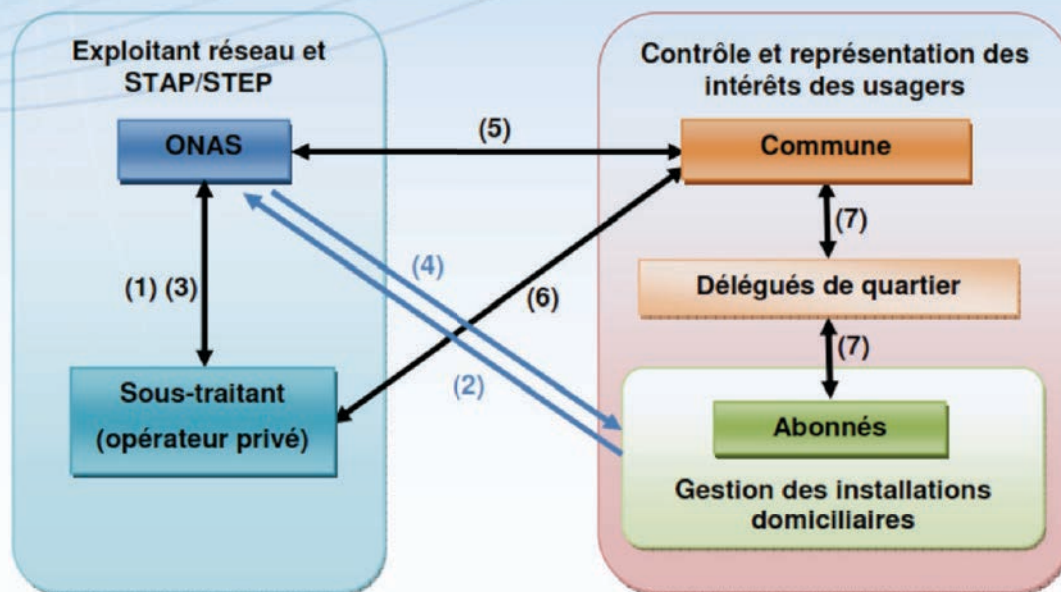 Exploitant réseau et
STAP/STEP
ONAS
(1) (3)
Sous-traitant
(opérateur privé)
(5)
(4)
(2)
(6)
Contrôle et représentation des
intérêts des usagers
Commune
(7)
Délégués de quartier
(7)
Abonnés
Gestion des installations
domiciliaires